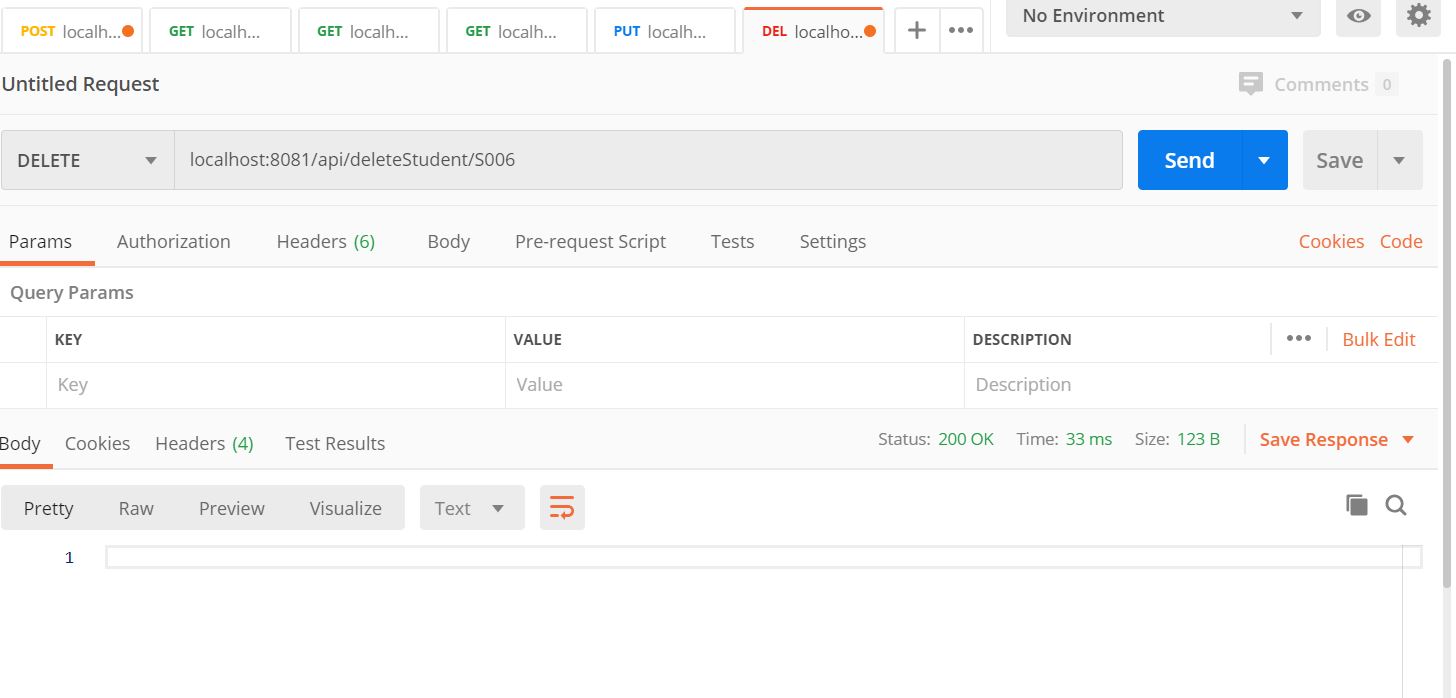 POST localh... GET localh... GET localh... GET localh... PUT localh... DEL localho... No Environment
Untitled Request Comments 0
DELETE localhost:8081/api/deleteStudent/S006 Send Save
Params Authorization Headers (6) Body Pre-request Script Tests Settings Cookies Code
Query Params
KEY VALUE DESCRIPTION ••• Bulk Edit
Key Value Description
Body Cookies Headers (4) Test Results Status: 200 OK Time: 33 ms Size: 123 B Save Response
Pretty Raw Preview Visualize Text
1